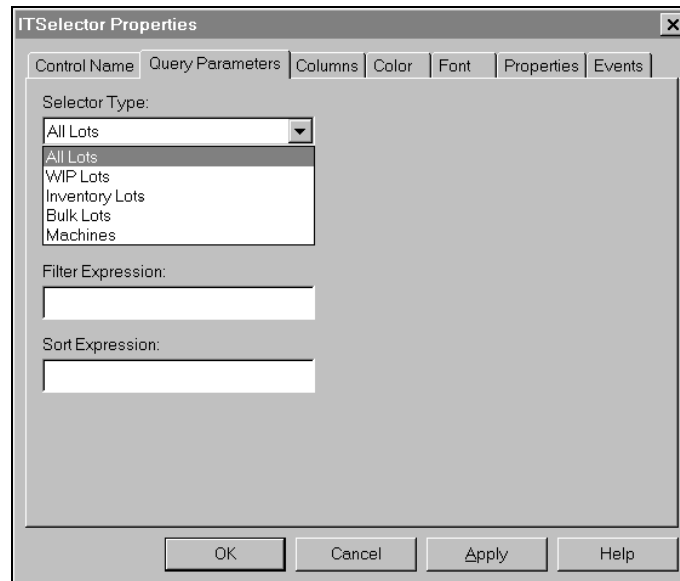 ITSelector Properties
Control Name Query Parameters Columns Color Font Properties Events
Selector Type:
All Lots
All Lots
WIP Lots
Inventory Lots
Bulk Lots
Machines
Filter Expression:
Sort Expression:
OK Cancel Apply Help